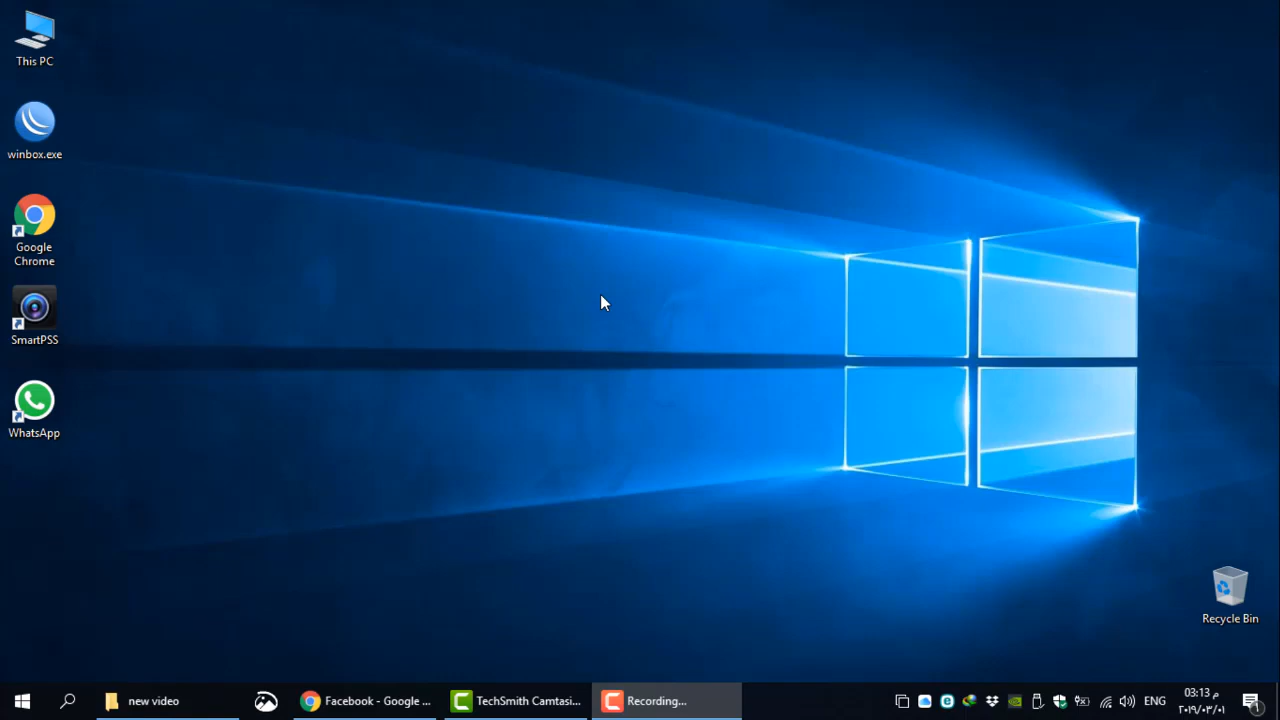 This PC
winbox.exe
Google
Chrome
SmartPSS
WhatsApp
Recycle Bin
new video
Facebook - Google ...
TechSmith Camtasi...
Recording...
ENG
03:13 م
٢٠١٩/٠٣/٠١
1